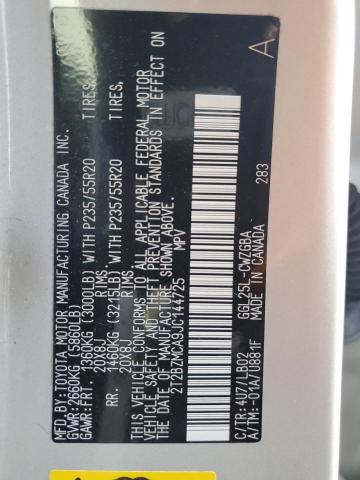 MFD. BY:TOYOTA MOTOR MANUFACTURING CANADA INC.
GVWR:2660KG (5860LB)
GAWR:FRT. 1360KG (3000LB) WITH P235/55R20 TIRES,
20X8J RIMS
RR. 1460KG (3245LB) WITH P235/55R20 TIRES,
20X8J RIMS
THIS VEHICLE CONFORMS TO ALL APPLICABLE FEDERAL MOTOR
VEHICLE SAFETY AND THEFT PREVENTION STANDARDS IN EFFECT ON
THE DATE OF MANUFACTURE SHOWN ABOVE.
2T2BZMCA9JC144725 MPV
C/TR:4U7/LB02 GGL25L-CWZGBA
A/TM:-01A/U881F MADE IN CANADA 283
A